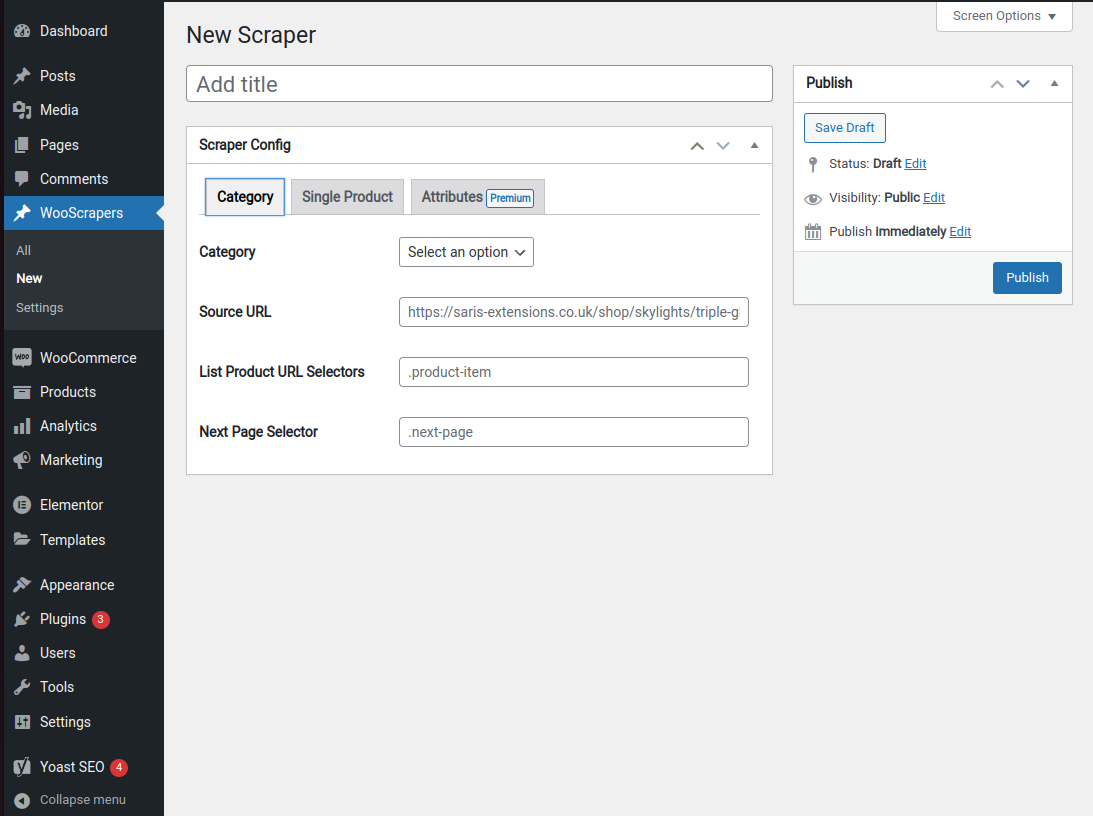 Dashboard
Posts
Media
Pages
Comments
WooScrapers
All
New
Settings
WooCommerce
Products
Analytics
Marketing
Elementor
Templates
Appearance
Plugins 3
Users
Tools
Settings
Yoast SEO 4
Collapse menu
Screen Options
New Scraper
Add title
Scraper Config
Category Single Product Attributes Premium
Category Select an option
Source URL https://saris-extensions.co.uk/shop/skylights/triple-gl
List Product URL Selectors .product-item
Next Page Selector .next-page
Publish
Save Draft
Status: Draft Edit
Visibility: Public Edit
Publish immediately Edit
Publish